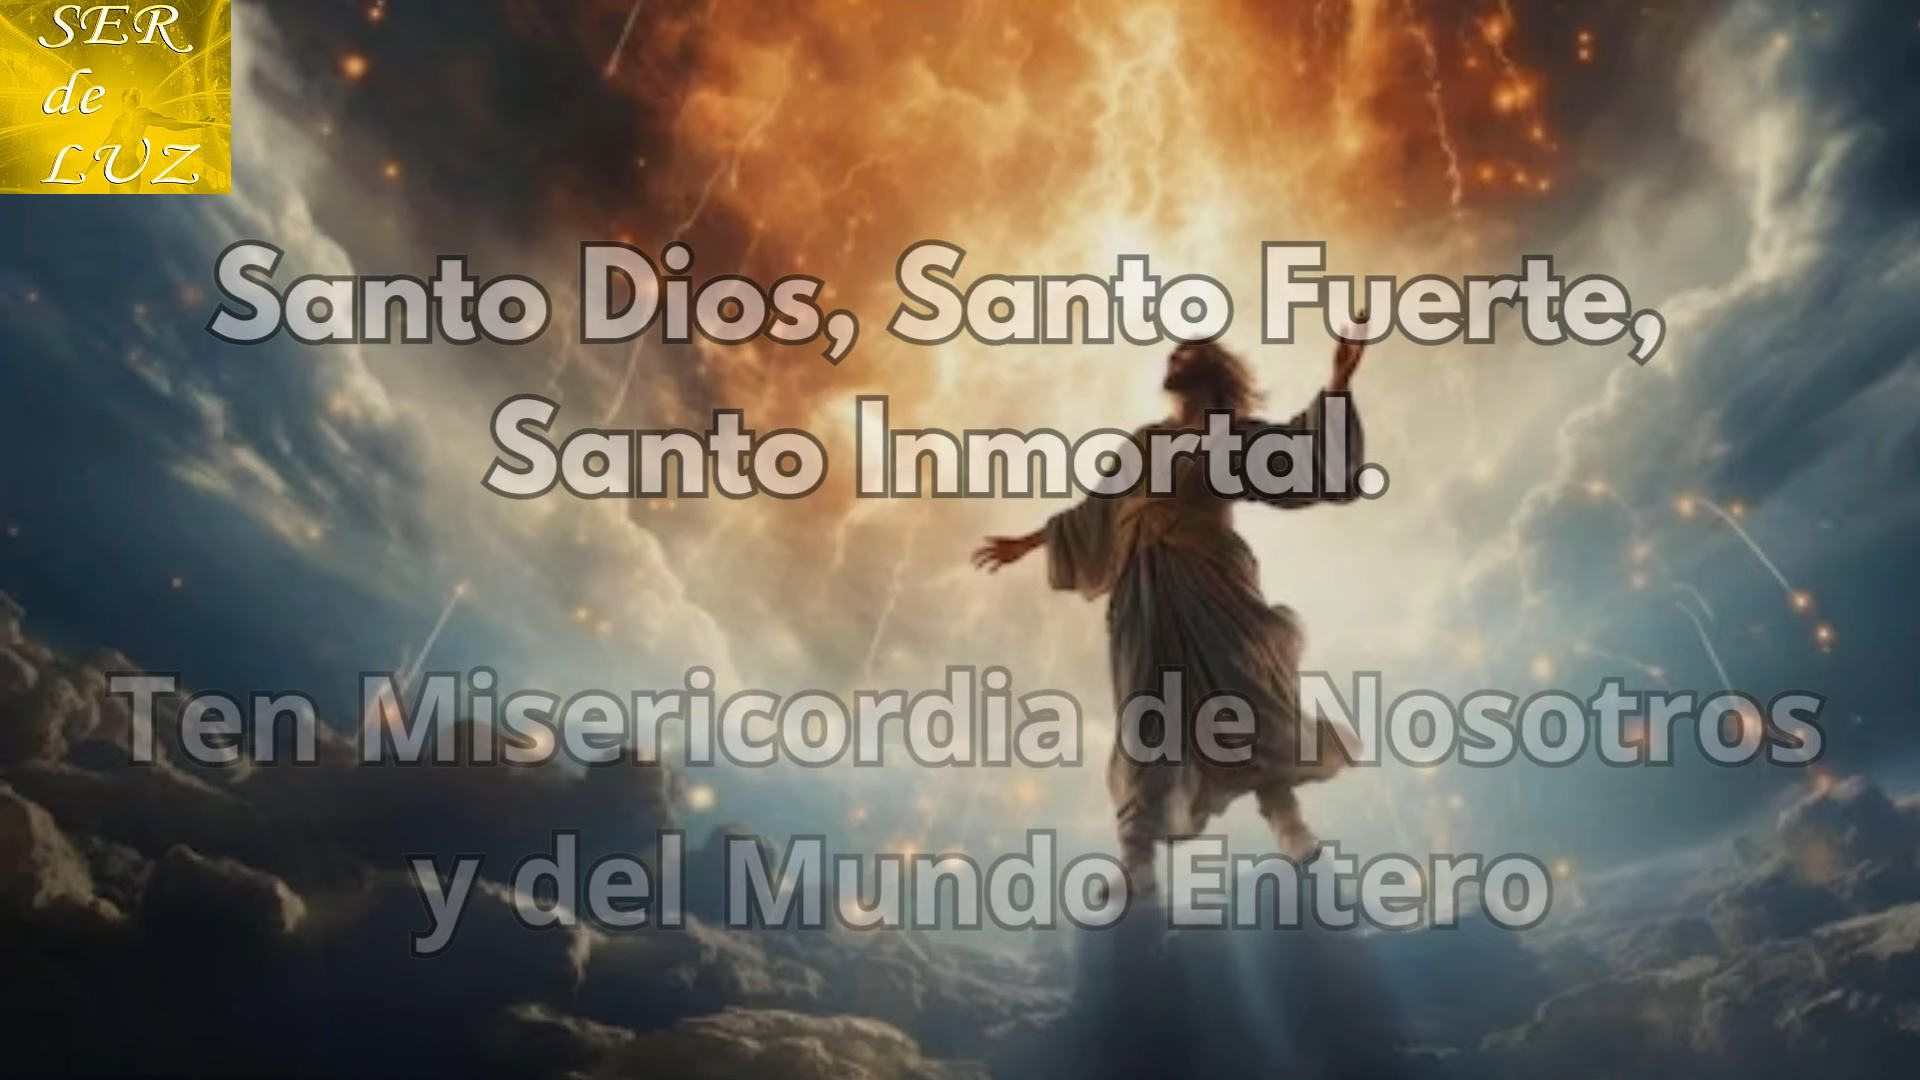 SER
de
LUZ
Santo Dios, Santo Fuerte,
Santo Inmortal.
Ten Misericordia de Nosotros
y del Mundo Entero